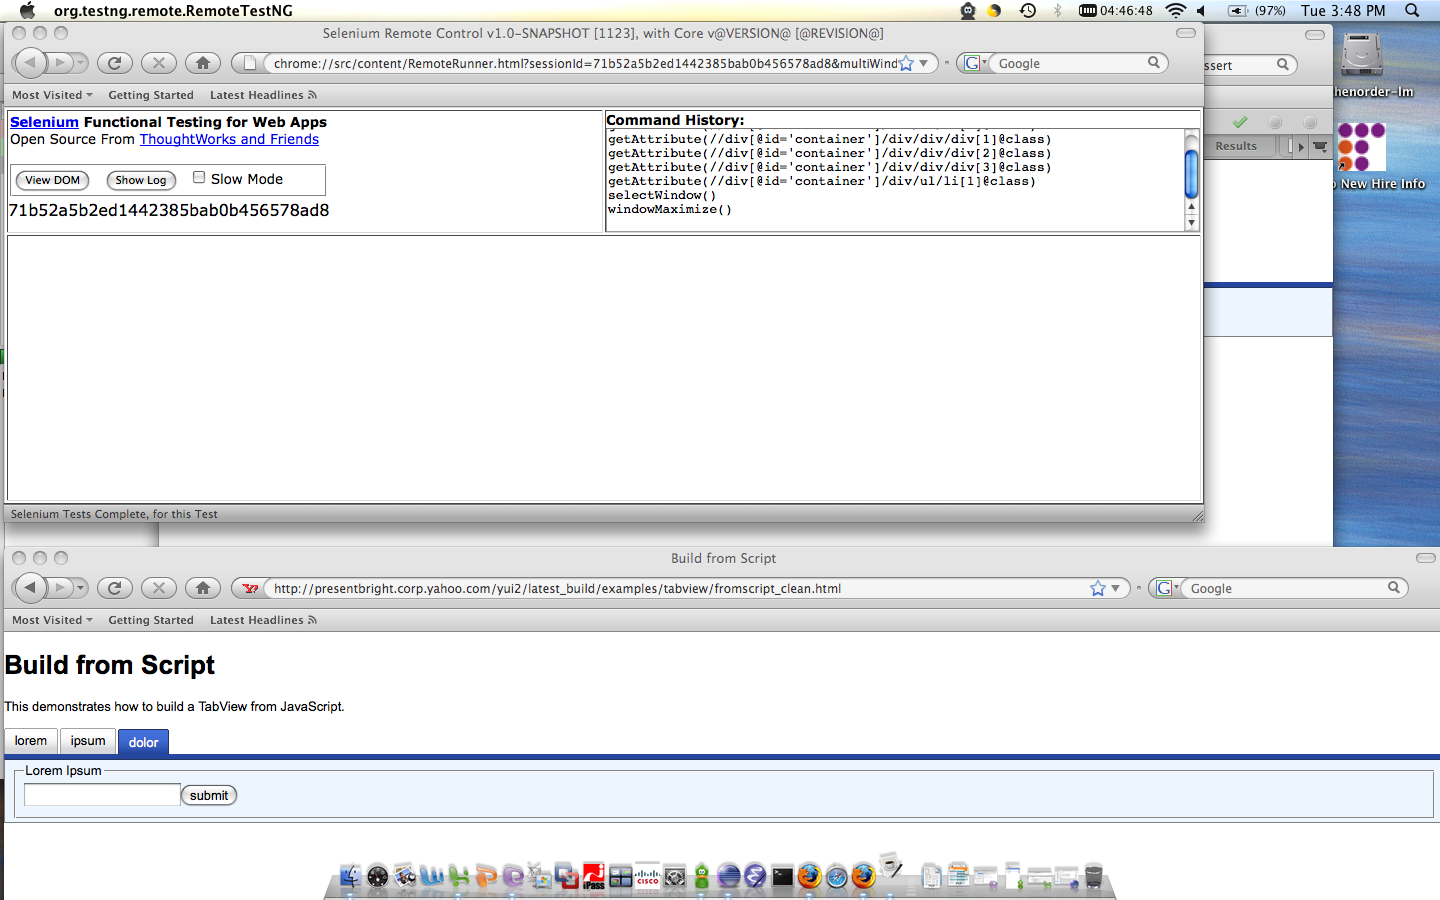 org.testng.remote.RemoteTestNG
04:46:48
(97%)
Tue 3:48 PM
Selenium Remote Control v1.0-SNAPSHOT [1123], with Core v@VERSION@ [@REVISION@]
chrome://src/content/RemoteRunner.html?sessionId=71b52a5b2ed1442385bab0b456578ad8&multiWind
Google
Most Visited
Getting Started
Latest Headlines
Selenium Functional Testing for Web Apps
Open Source From ThoughtWorks and Friends
View DOM
Show Log
Slow Mode
71b52a5b2ed1442385bab0b456578ad8
Command History:
getAttribute(//div[@id='container']/div/div/div[1]@class)
getAttribute(//div[@id='container']/div/div/div[2]@class)
getAttribute(//div[@id='container']/div/div/div[3]@class)
getAttribute(//div[@id='container']/div/ul/li[1]@class)
selectWindow()
windowMaximize()
Selenium Tests Complete, for this Test
ssert
Results
henorder-lm
New Hire Info
Build from Script
http://presentbright.corp.yahoo.com/yui2/latest_build/examples/tabview/fromscript_clean.html
Google
Most Visited
Getting Started
Latest Headlines
Build from Script
This demonstrates how to build a TabView from JavaScript.
lorem
ipsum
dolor
Lorem Ipsum
submit
iPass
CISCO